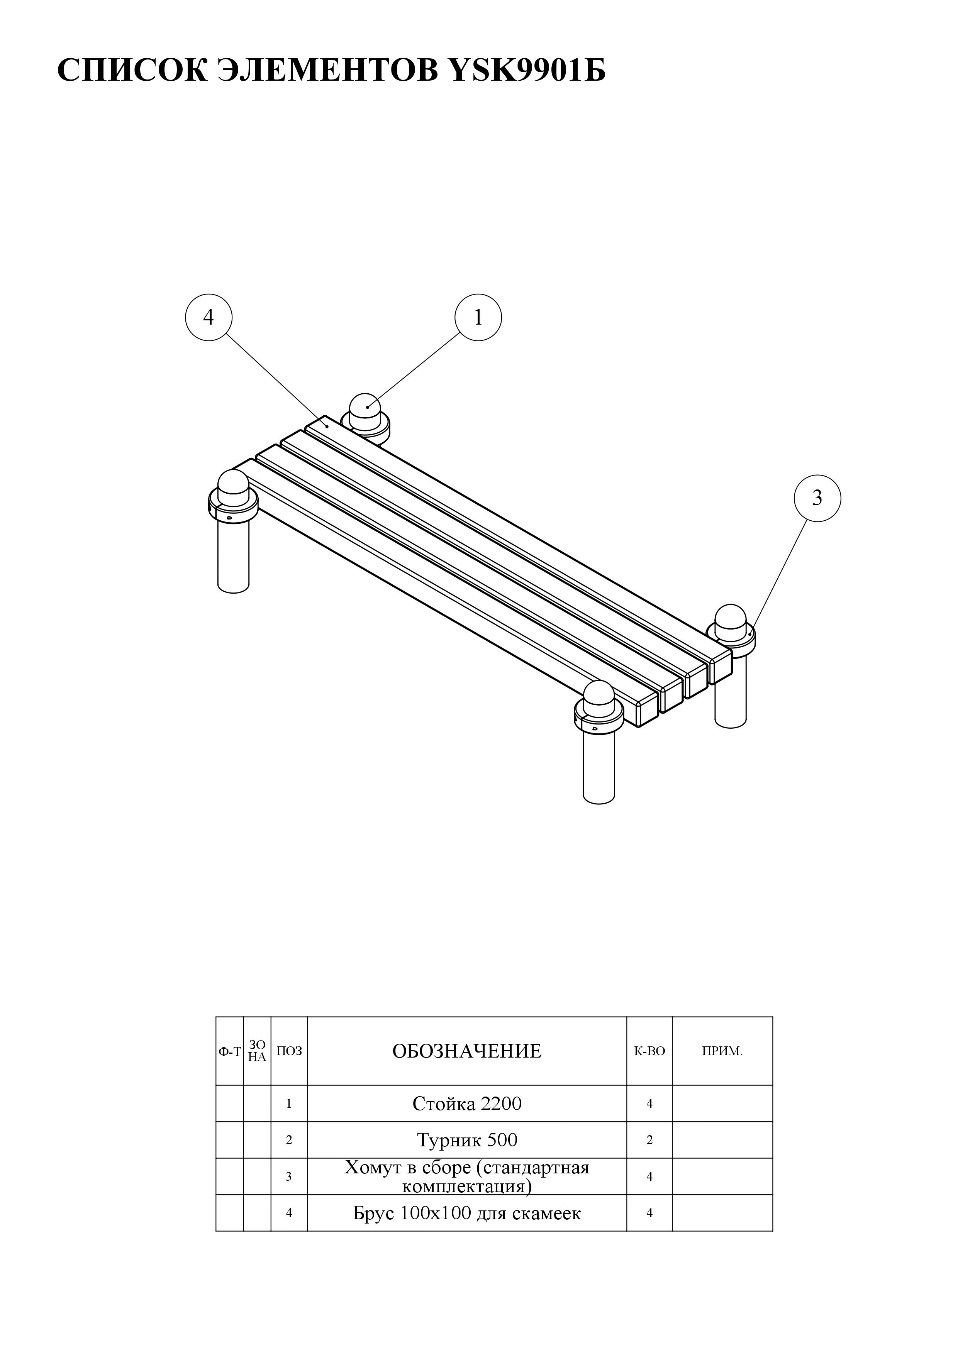 СПИСОК ЭЛЕМЕНТОВ YSK9901Б
4 1
3
Ф-Т ЗО НА ПОЗ ОБОЗНАЧЕНИЕ К-ВО ПРИМ.
1 Стойка 2200 4
2 Турник 500 2
3 Хомут в сборе (стандартная
комплектация) 4
4 Брус 100х100 для скамеек 4